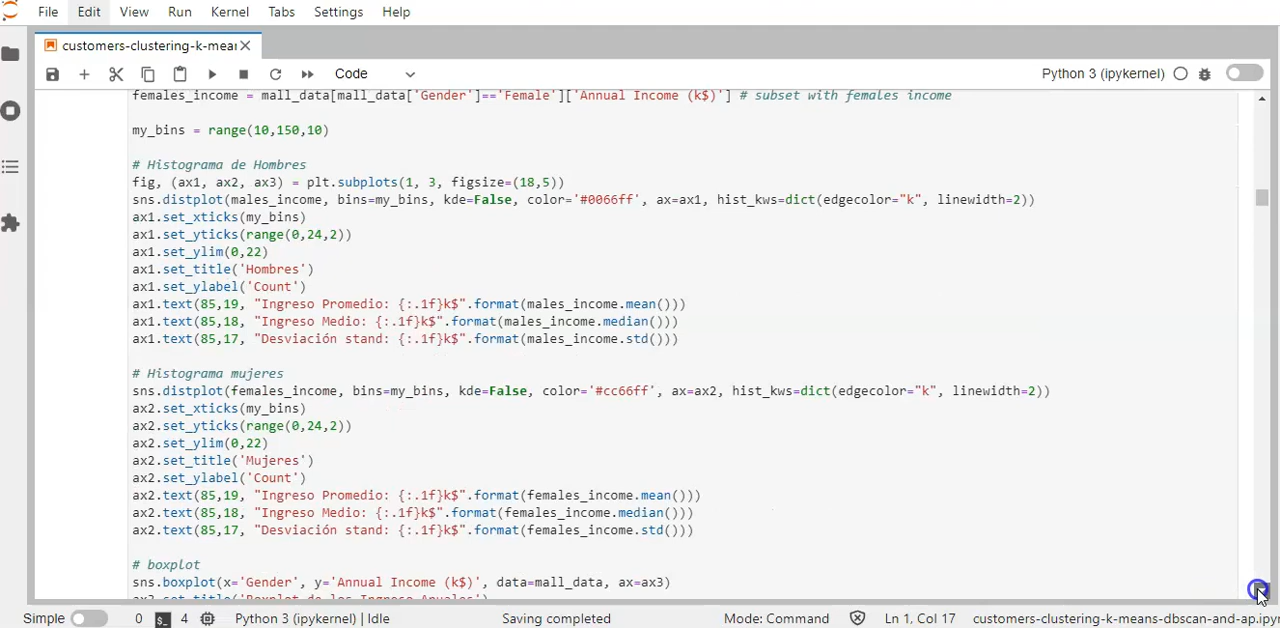 File Edit View Run Kernel Tabs Settings Help
customers-clustering-k-mear
Code
Python 3 (ipykernel)
females_income = mall_data[mall_data['Gender']=='Female']['Annual Income (k$)'] # subset with females income
my_bins = range(10,150,10)
# Histograma de Hombres
fig, (ax1, ax2, ax3) = plt.subplots(1, 3, figsize=(18,5))
sns.distplot(males_income, bins=my_bins, kde=False, color='#0066ff', ax=ax1, hist_kws=dict(edgecolor="k", linewidth=2))
ax1.set_xticks(my_bins)
ax1.set_yticks(range(0,24,2))
ax1.set_ylim(0,22)
ax1.set_title('Hombres')
ax1.set_ylabel('Count')
ax1.text(85,19, "Ingreso Promedio: {:.1f}k$".format(males_income.mean()))
ax1.text(85,18, "Ingreso Medio: {:.1f}k$".format(males_income.median()))
ax1.text(85,17, "Desviación stand: {:.1f}k$".format(males_income.std()))
# Histograma mujeres
sns.distplot(females_income, bins=my_bins, kde=False, color='#cc66ff', ax=ax2, hist_kws=dict(edgecolor="k", linewidth=2))
ax2.set_xticks(my_bins)
ax2.set_yticks(range(0,24,2))
ax2.set_ylim(0,22)
ax2.set_title('Mujeres')
ax2.set_ylabel('Count')
ax2.text(85,19, "Ingreso Promedio: {:.1f}k$".format(females_income.mean()))
ax2.text(85,18, "Ingreso Medio: {:.1f}k$".format(females_income.median()))
ax2.text(85,17, "Desviación stand: {:.1f}k$".format(females_income.std()))
# boxplot
sns.boxplot(x='Gender', y='Annual Income (k$)', data=mall_data, ax=ax3)
ax3.set_title('Boxplot de los Ingreso Anuales')
Simple 0 4 Python 3 (ipykernel) | Idle Saving completed Mode: Command Ln 1, Col 17 customers-clustering-k-means-dbscan-and-ap.ipyn